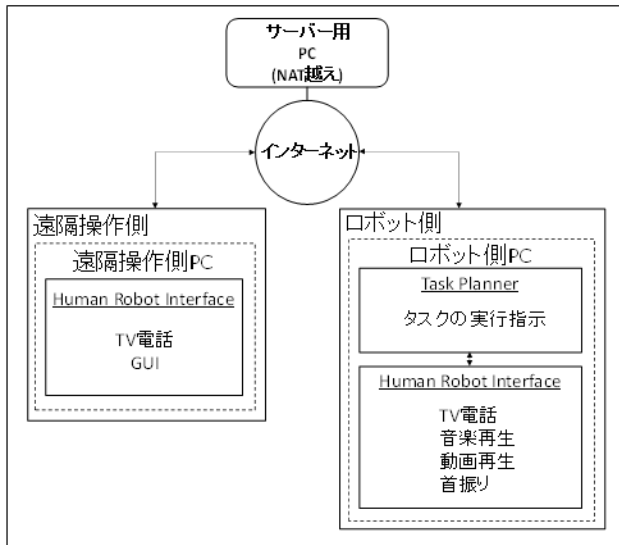 サーバー用
PC
(NAT越え)
インターネット
遠隔操作側
遠隔操作側PC
Human Robot Interface
TV電話
GUI
ロボット側
ロボット側PC
Task Planner
タスクの実行指示
Human Robot Interface
TV電話
音楽再生
動画再生
首振り